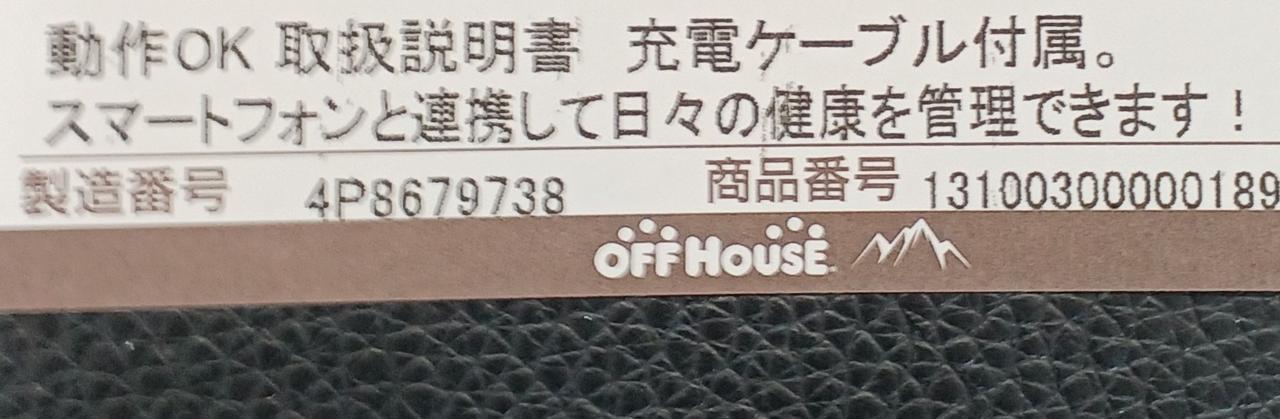 動作OK 取扱説明書 充電ケーブル付属。
スマートフォンと連携して日々の健康を管理できます！
製造番号 4P8679738 商品番号 131003000000189
OFF HOUSE